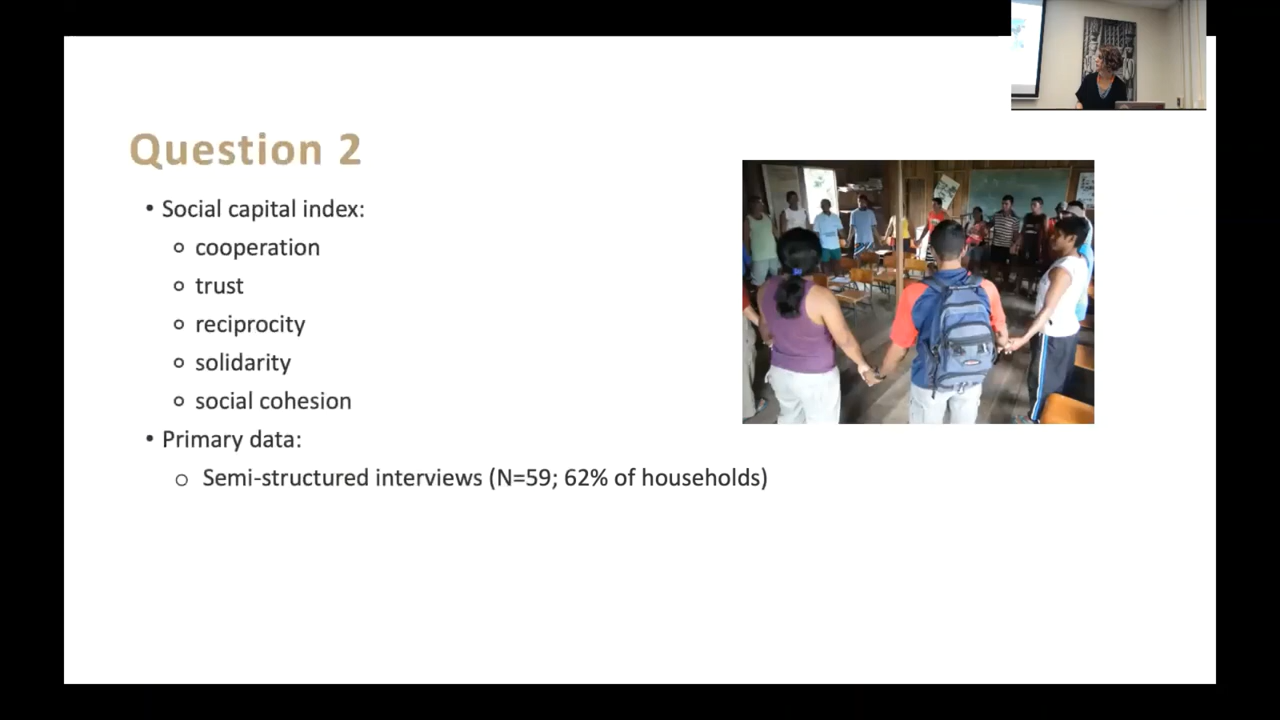 Question 2
• Social capital index:
o cooperation
o trust
o reciprocity
o solidarity
o social cohesion
• Primary data:
o Semi-structured interviews (N=59; 62% of households)